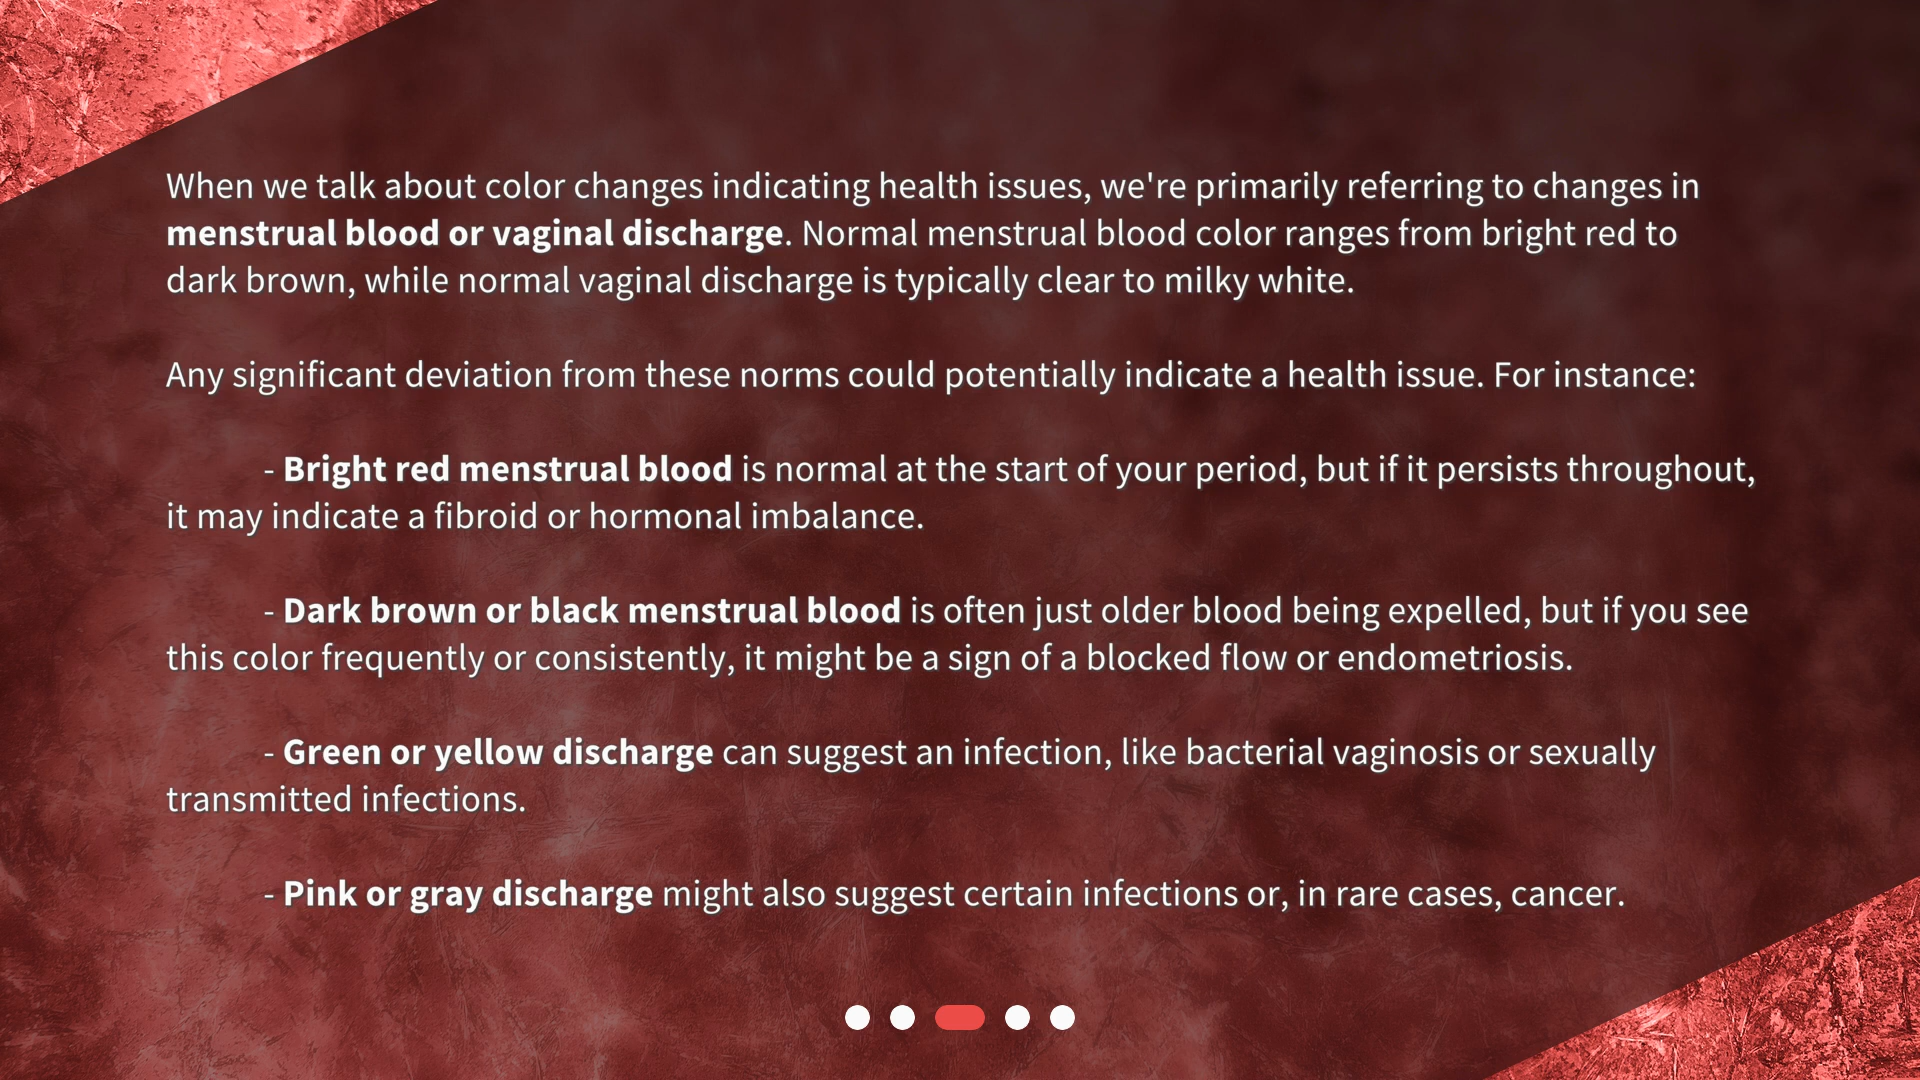 When we talk about color changes indicating health issues, we're primarily referring to changes in
menstrual blood or vaginal discharge. Normal menstrual blood color ranges from bright red to
dark brown, while normal vaginal discharge is typically clear to milky white.
Any significant deviation from these norms could potentially indicate a health issue. For instance:
- Bright red menstrual blood is normal at the start of your period, but if it persists throughout,
it may indicate a fibroid or hormonal imbalance.
- Dark brown or black menstrual blood is often just older blood being expelled, but if you see
this color frequently or consistently, it might be a sign of a blocked flow or endometriosis.
- Green or yellow discharge can suggest an infection, like bacterial vaginosis or sexually
transmitted infections.
- Pink or gray discharge might also suggest certain infections or, in rare cases, cancer.